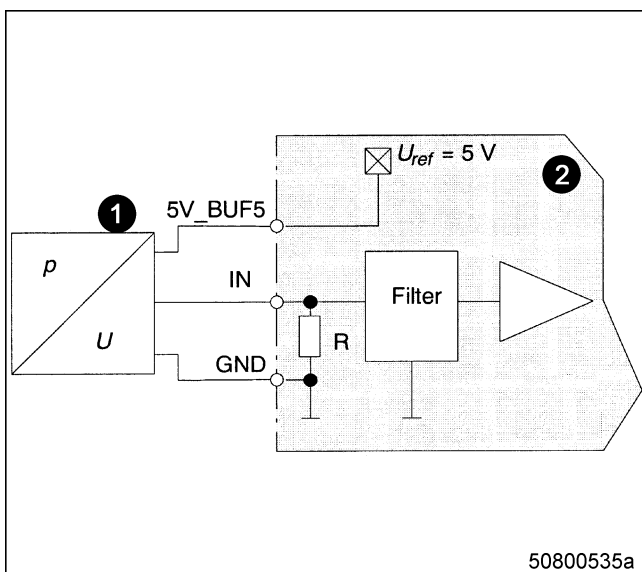 U_ref = 5 V
2
1
5V_BUF5
p
IN
Filter
U
R
GND
50800535a